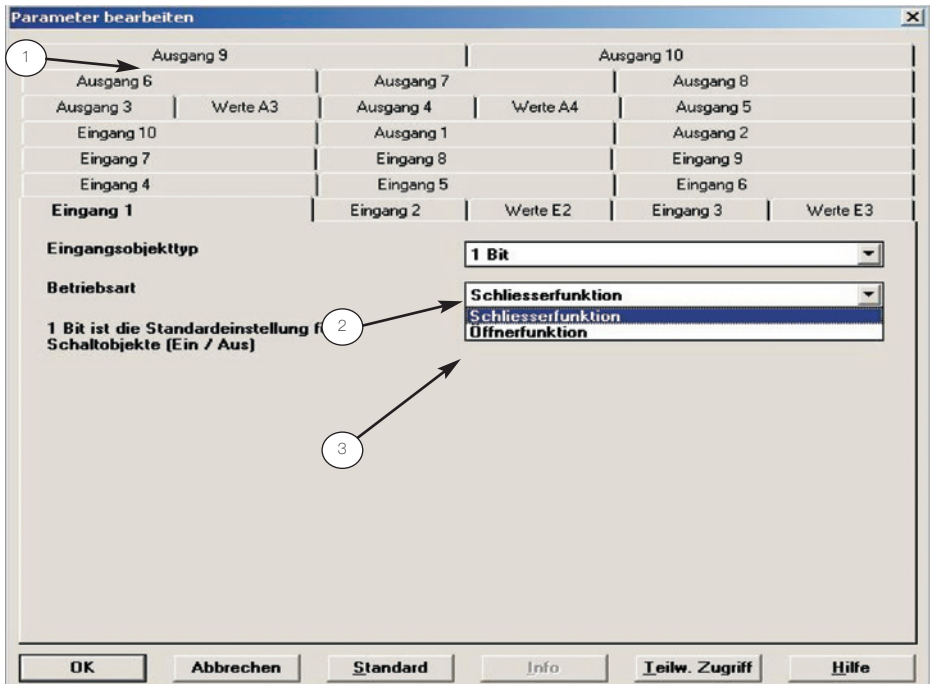 Parameter bearbeiten
1
Ausgang 9 Ausgang 10
Ausgang 6 Ausgang 7 Ausgang 8
Ausgang 3 Werte A3 Ausgang 4 Werte A4 Ausgang 5
Eingang 10 Ausgang 1 Ausgang 2
Eingang 7 Eingang 8 Eingang 9
Eingang 4 Eingang 5 Eingang 6
Eingang 1 Eingang 2 Werte E2 Eingang 3 Werte E3
Eingangsobjekttyp 1 Bit
Betriebsart Schliesserfunktion
Schliesserfunktion
Öffnerfunktion
1 Bit ist die Standardeinstellung
2
Schaltobjekte (Ein / Aus)
3
OK Abbrechen Standard Info Teilw. Zugriff Hilfe